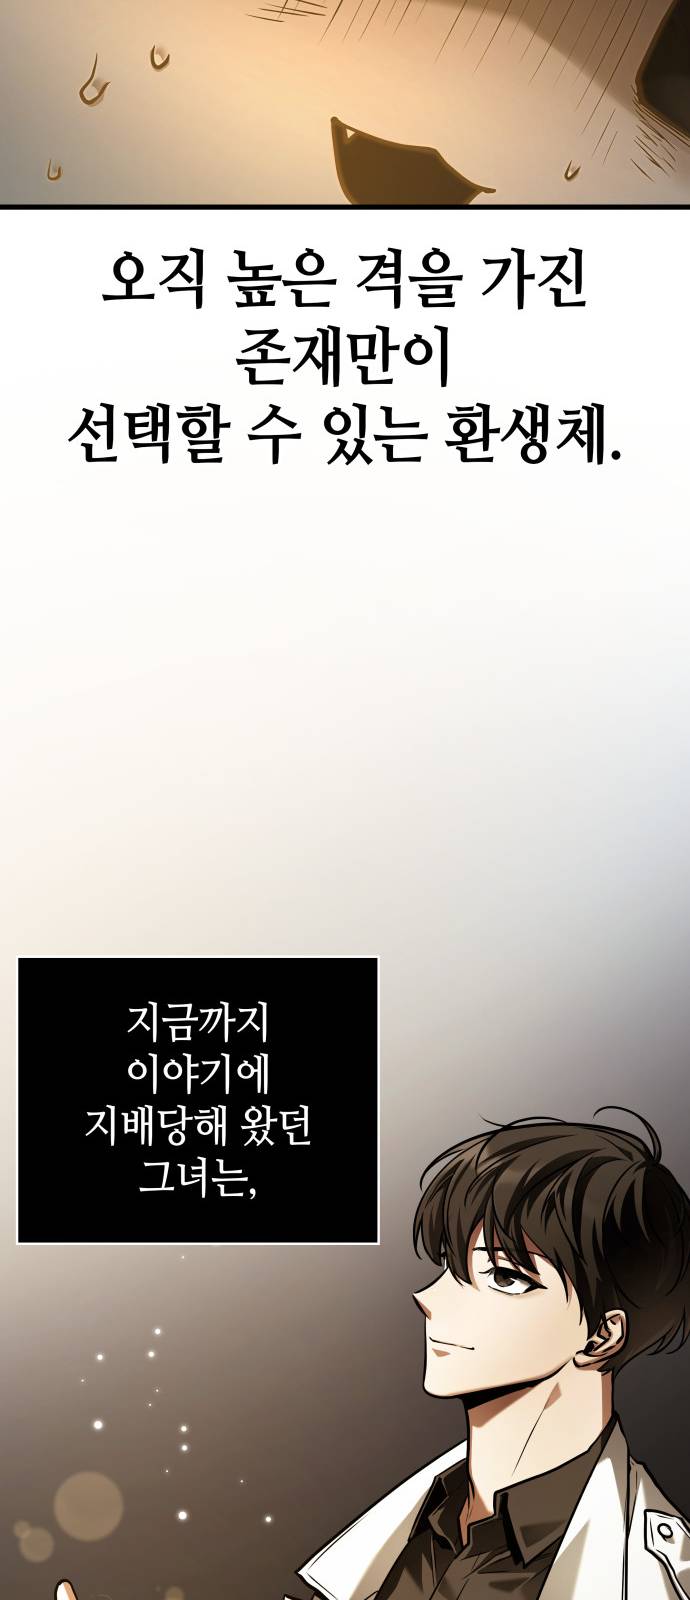 오직 높은 격을 가진
존재만이
선택할 수 있는 환생체.
지금까지
이야기에
지배당해 왔던
그녀는,